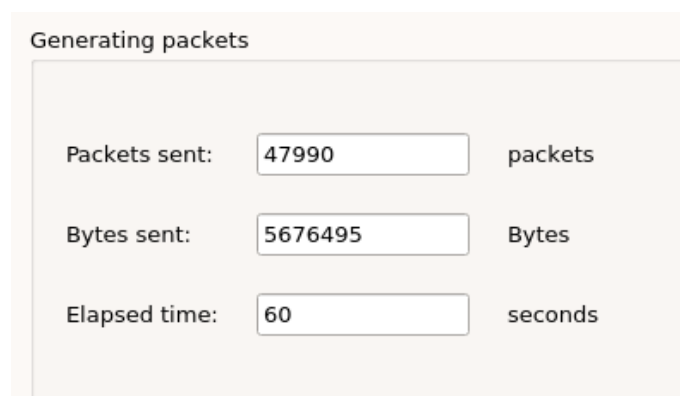 Generating packets
Packets sent: 47990 packets
Bytes sent: 5676495 Bytes
Elapsed time: 60 seconds